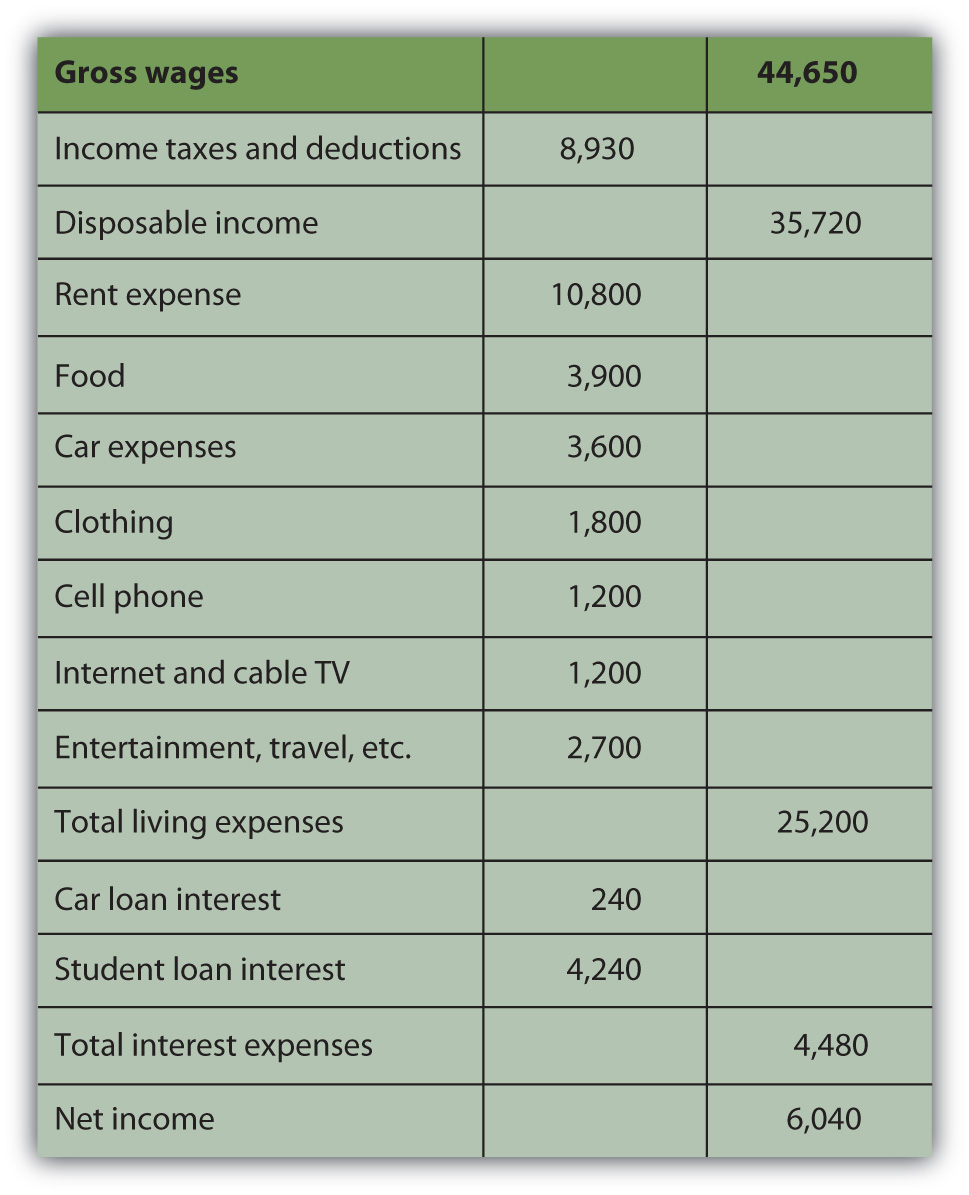 Gross wages 44,650
Income taxes and deductions 8,930
Disposable income 35,720
Rent expense 10,800
Food 3,900
Car expenses 3,600
Clothing 1,800
Cell phone 1,200
Internet and cable TV 1,200
Entertainment, travel, etc. 2,700
Total living expenses 25,200
Car loan interest 240
Student loan interest 4,240
Total interest expenses 4,480
Net income 6,040